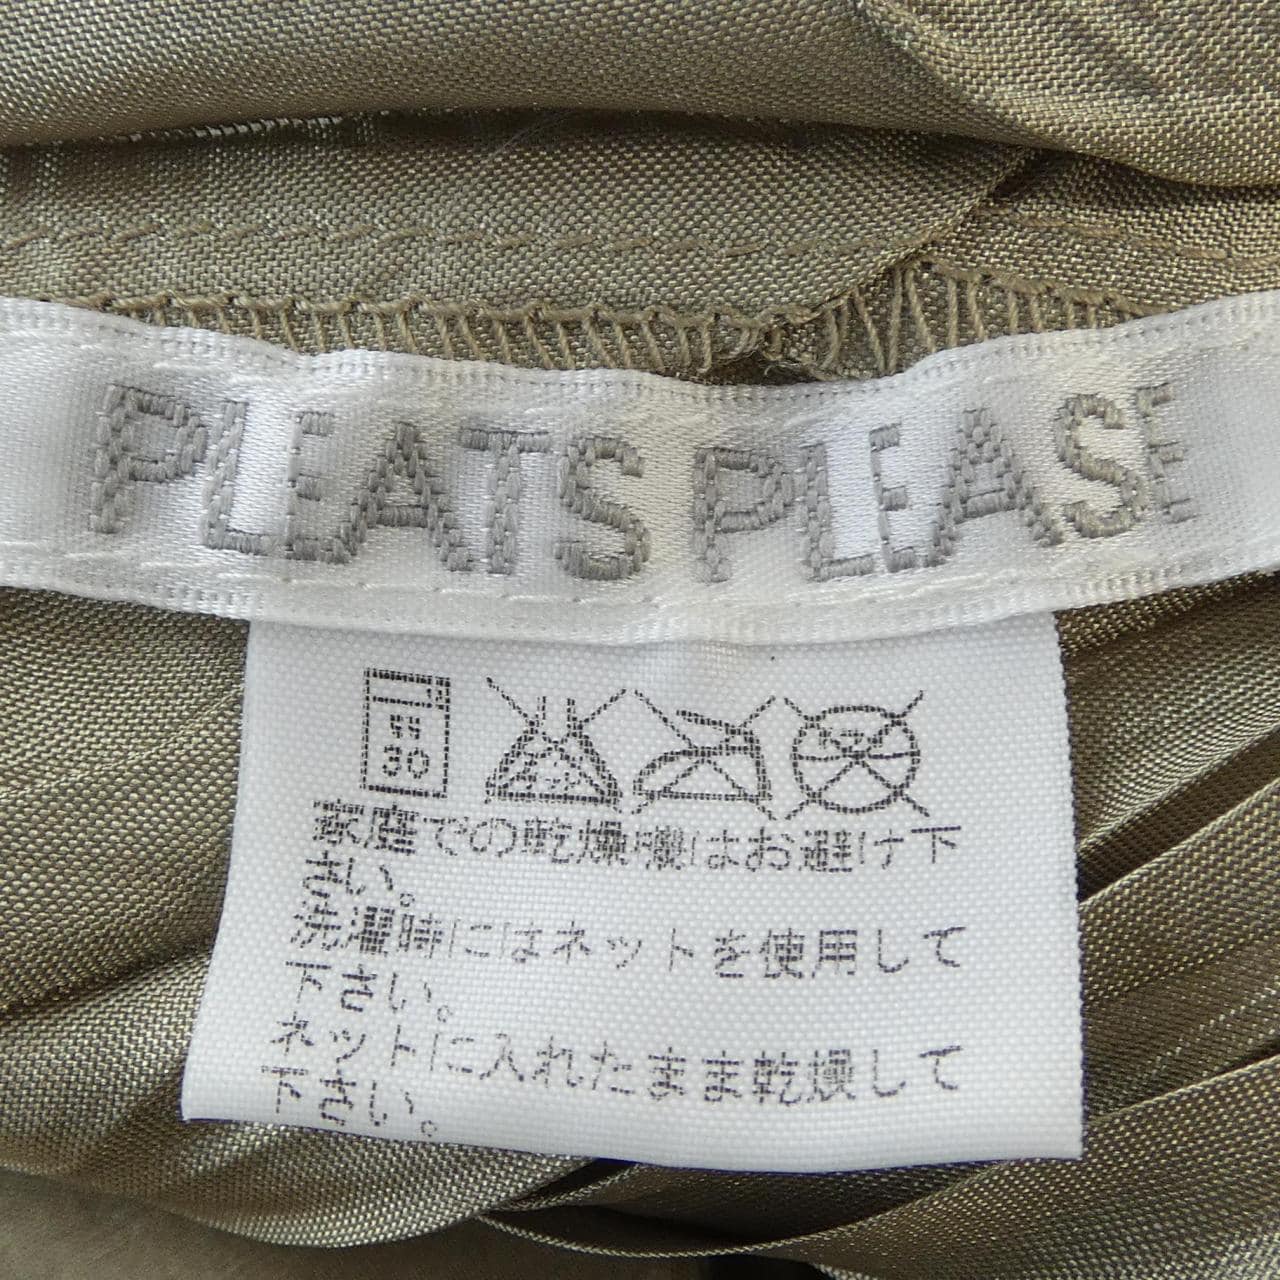 PLEATS PLEASE
弱
30
家庭での乾燥機はお避け下
さい。
洗濯時にはネットを使用して
下さい。
ネットに入れたまま乾燥して
下さい。